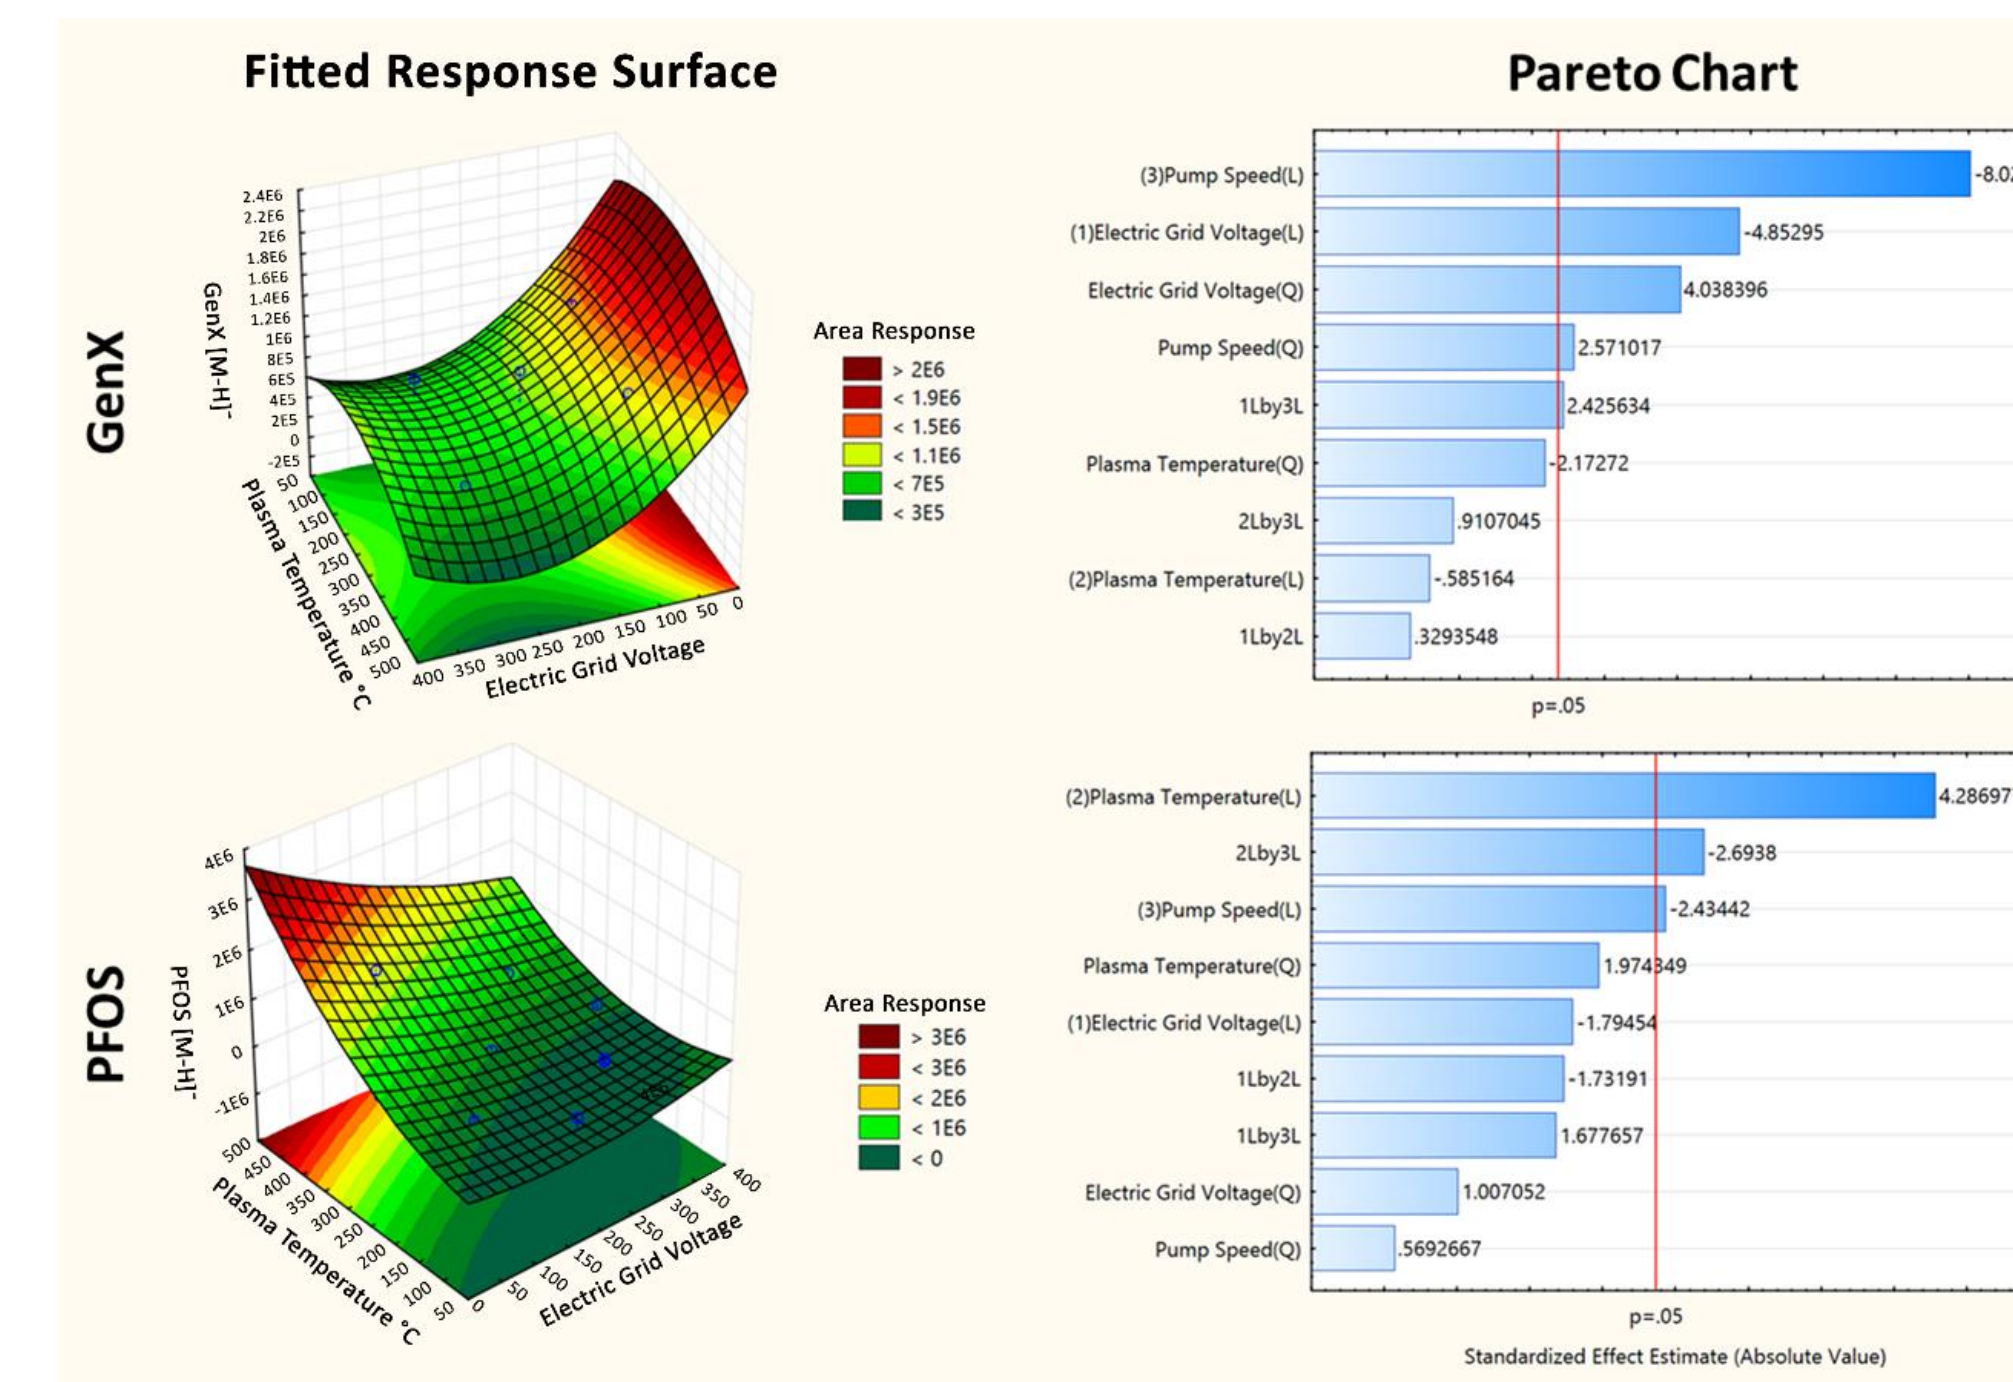 Fitted Response Surface
Pareto Chart
GenX
GenX [M-H]⁻
2.4E6
2.2E6
2E6
1.8E6
1.6E6
1.4E6
1.2E6
1E6
8E5
6E5
4E5
2E5
0
-2E5
50
100
150
200
250
300
350
400
450
500
Plasma Temperature °C
400 350 300 250 200 150 100 50 0
Electric Grid Voltage
Area Response
> 2E6
< 1.9E6
< 1.5E6
< 1.1E6
< 7E5
< 3E5
(3)Pump Speed(L) -8.02
(1)Electric Grid Voltage(L) -4.85295
Electric Grid Voltage(Q) 4.038396
Pump Speed(Q) 2.571017
1Lby3L 2.425634
Plasma Temperature(Q) -2.17272
2Lby3L .9107045
(2)Plasma Temperature(L) -.585164
1Lby2L .3293548
p=.05
PFOS
PFOS [M-H]⁻
4E6
3E6
2E6
1E6
0
-1E6
500
450
400
350
300
250
200
150
100
50
Plasma Temperature °C
0 50 100 150 200 250 300 350 400
Electric Grid Voltage
Area Response
> 3E6
< 3E6
< 2E6
< 1E6
< 0
(2)Plasma Temperature(L) 4.28697
2Lby3L -2.6938
(3)Pump Speed(L) -2.43442
Plasma Temperature(Q) 1.974349
(1)Electric Grid Voltage(L) -1.79454
1Lby2L -1.73191
1Lby3L 1.677657
Electric Grid Voltage(Q) 1.007052
Pump Speed(Q) .5692667
p=.05
Standardized Effect Estimate (Absolute Value)